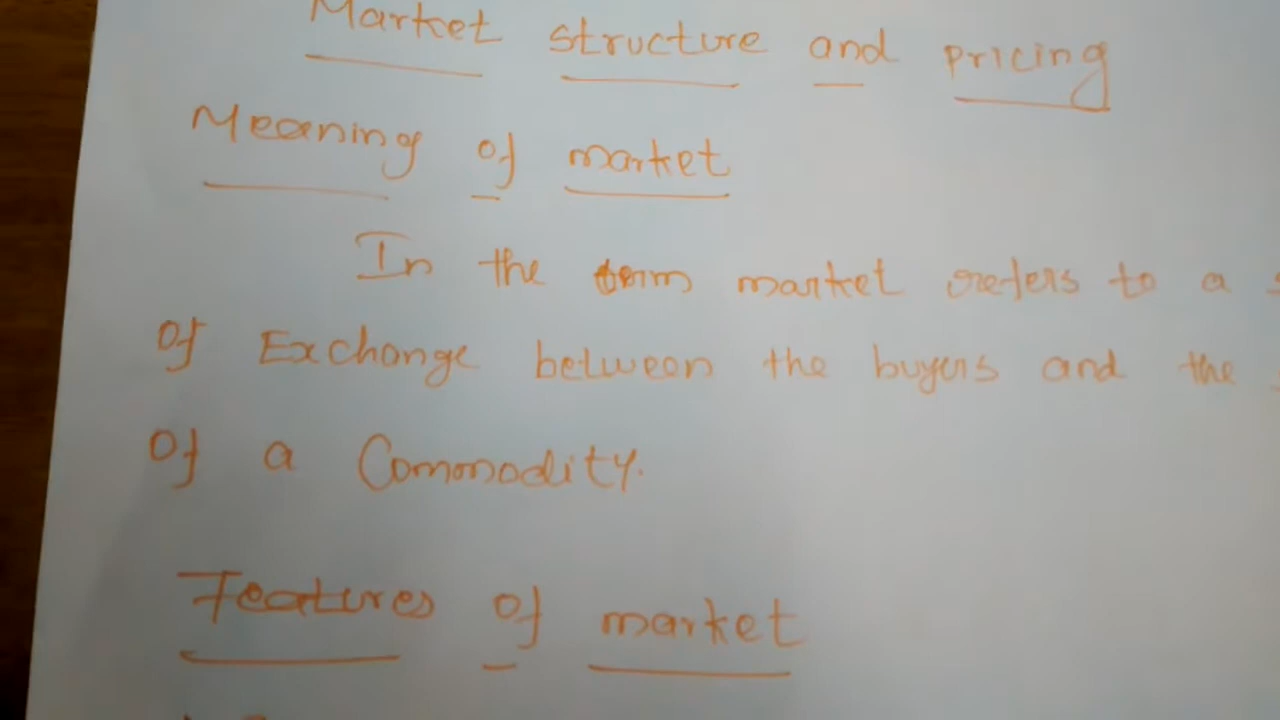 Market structure and pricing
Meaning of market
In the term market refers to a
of Exchange between the buyers and the
of a Commodity.
Features of market